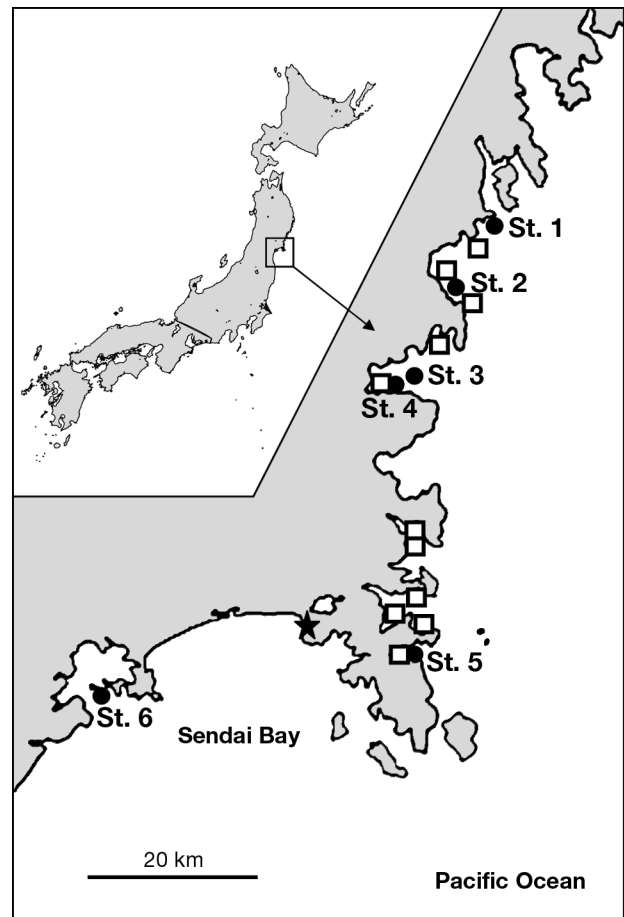 St. 1
St. 2
St. 3
St. 4
St. 5
St. 6
Sendai Bay
20 km
Pacific Ocean